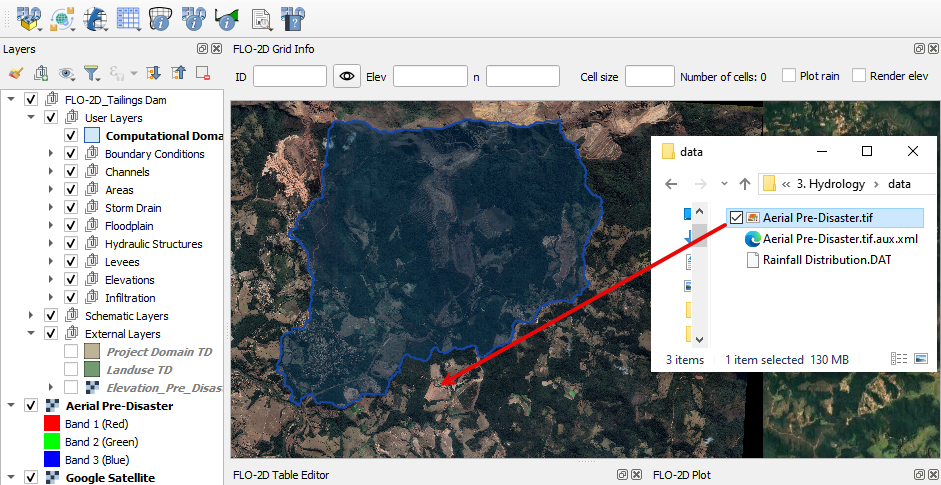 Layers
FLO-2D Grid Info
ID
Elev
n
Cell size
Number of cells: 0
Plot rain
Render elev
FLO-2D_Tailings Dam
User Layers
Computational Doma
Boundary Conditions
Channels
Areas
Storm Drain
Floodplain
Hydraulic Structures
Levees
Elevations
Infiltration
Schematic Layers
External Layers
Project Domain TD
Landuse TD
Elevation_Pre_Disas
Aerial Pre-Disaster
Band 1 (Red)
Band 2 (Green)
Band 3 (Blue)
Google Satellite
data
« 3. Hydrology > data
Aerial Pre-Disaster.tif
Aerial Pre-Disaster.tif.aux.xml
Rainfall Distribution.DAT
3 items 1 item selected 130 MB
FLO-2D Table Editor
FLO-2D Plot